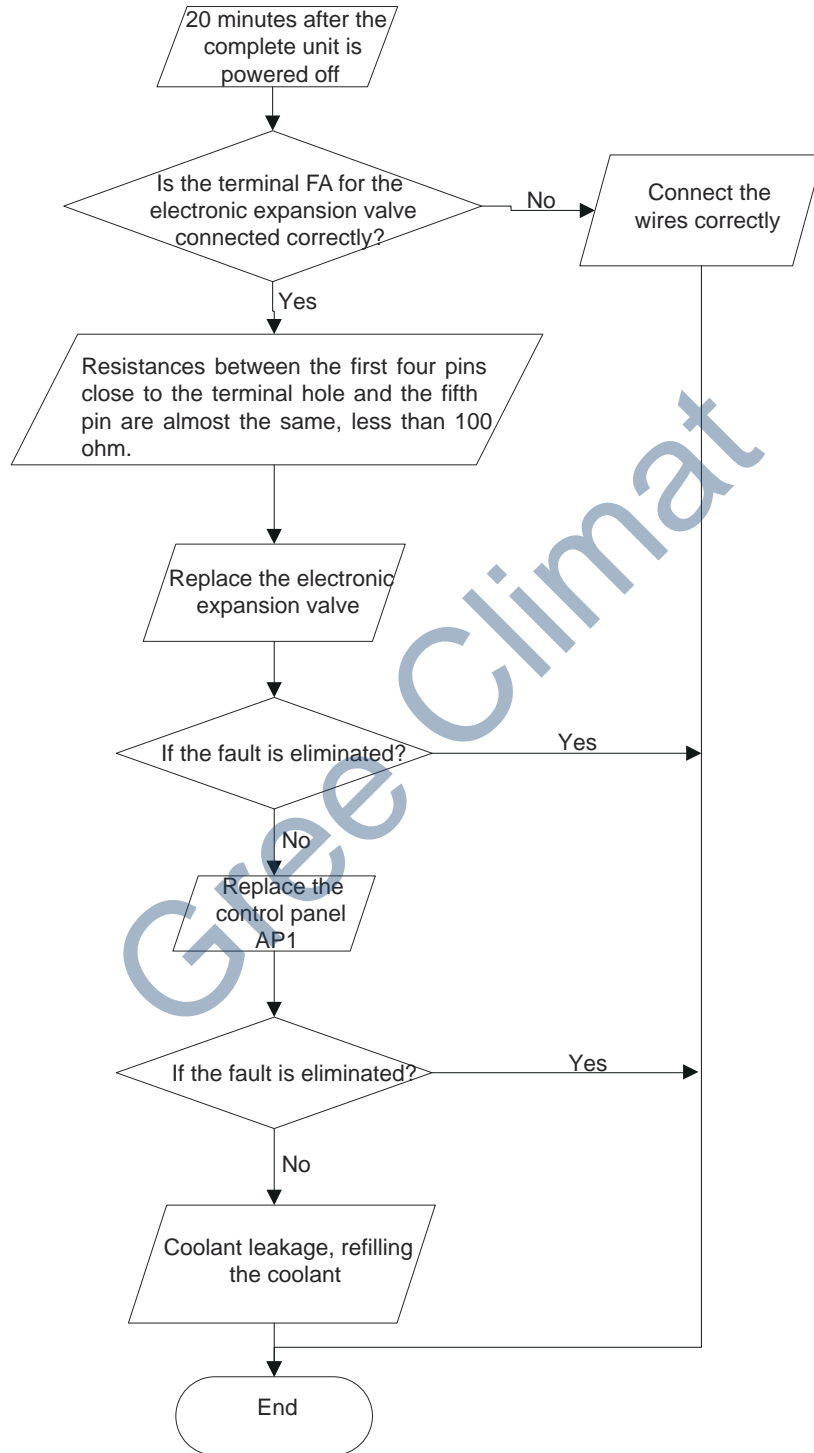 20 minutes after the
complete unit is
powered off
Is the terminal FA for the
electronic expansion valve
connected correctly?
No
Connect the
wires correctly
Yes
Resistances between the first four pins
close to the terminal hole and the fifth
pin are almost the same, less than 100
ohm.
Replace the electronic
expansion valve
If the fault is eliminated?
Yes
No
Replace the
control panel
AP1
If the fault is eliminated?
Yes
No
Coolant leakage, refilling
the coolant
End
Gree Climat